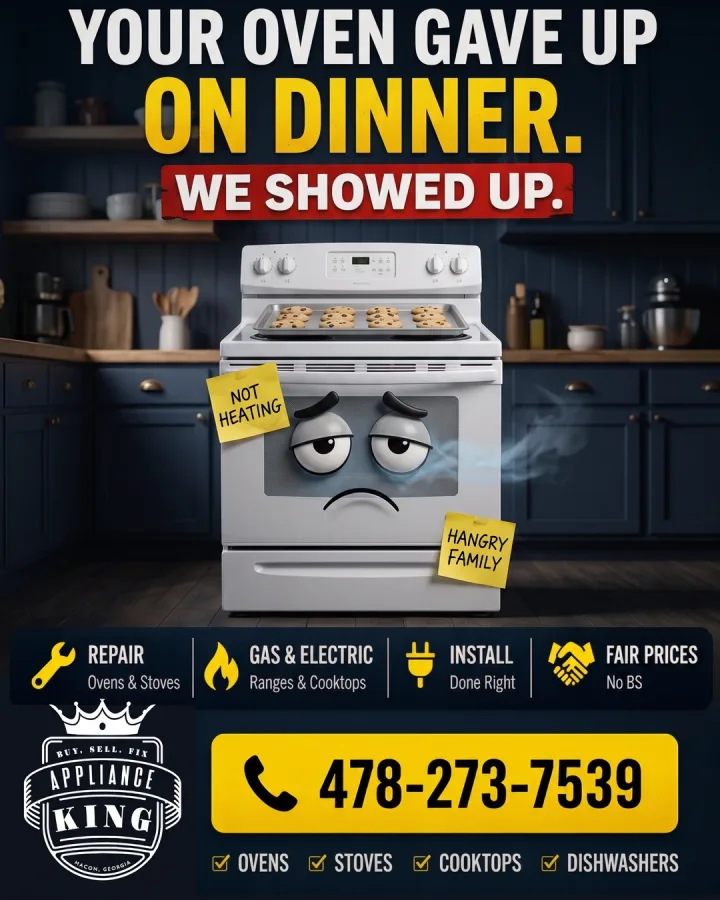 YOUR OVEN GAVE UP
ON DINNER.
WE SHOWED UP.
NOT
HEATING
HANGRY
FAMILY
REPAIR
Ovens & Stoves
GAS & ELECTRIC
Ranges & Cooktops
INSTALL
Done Right
FAIR PRICES
No BS
BUY. SELL. FIX
APPLIANCE
KING
MACON, GEORGIA
478-273-7539
OVENS
STOVES
COOKTOPS
DISHWASHERS